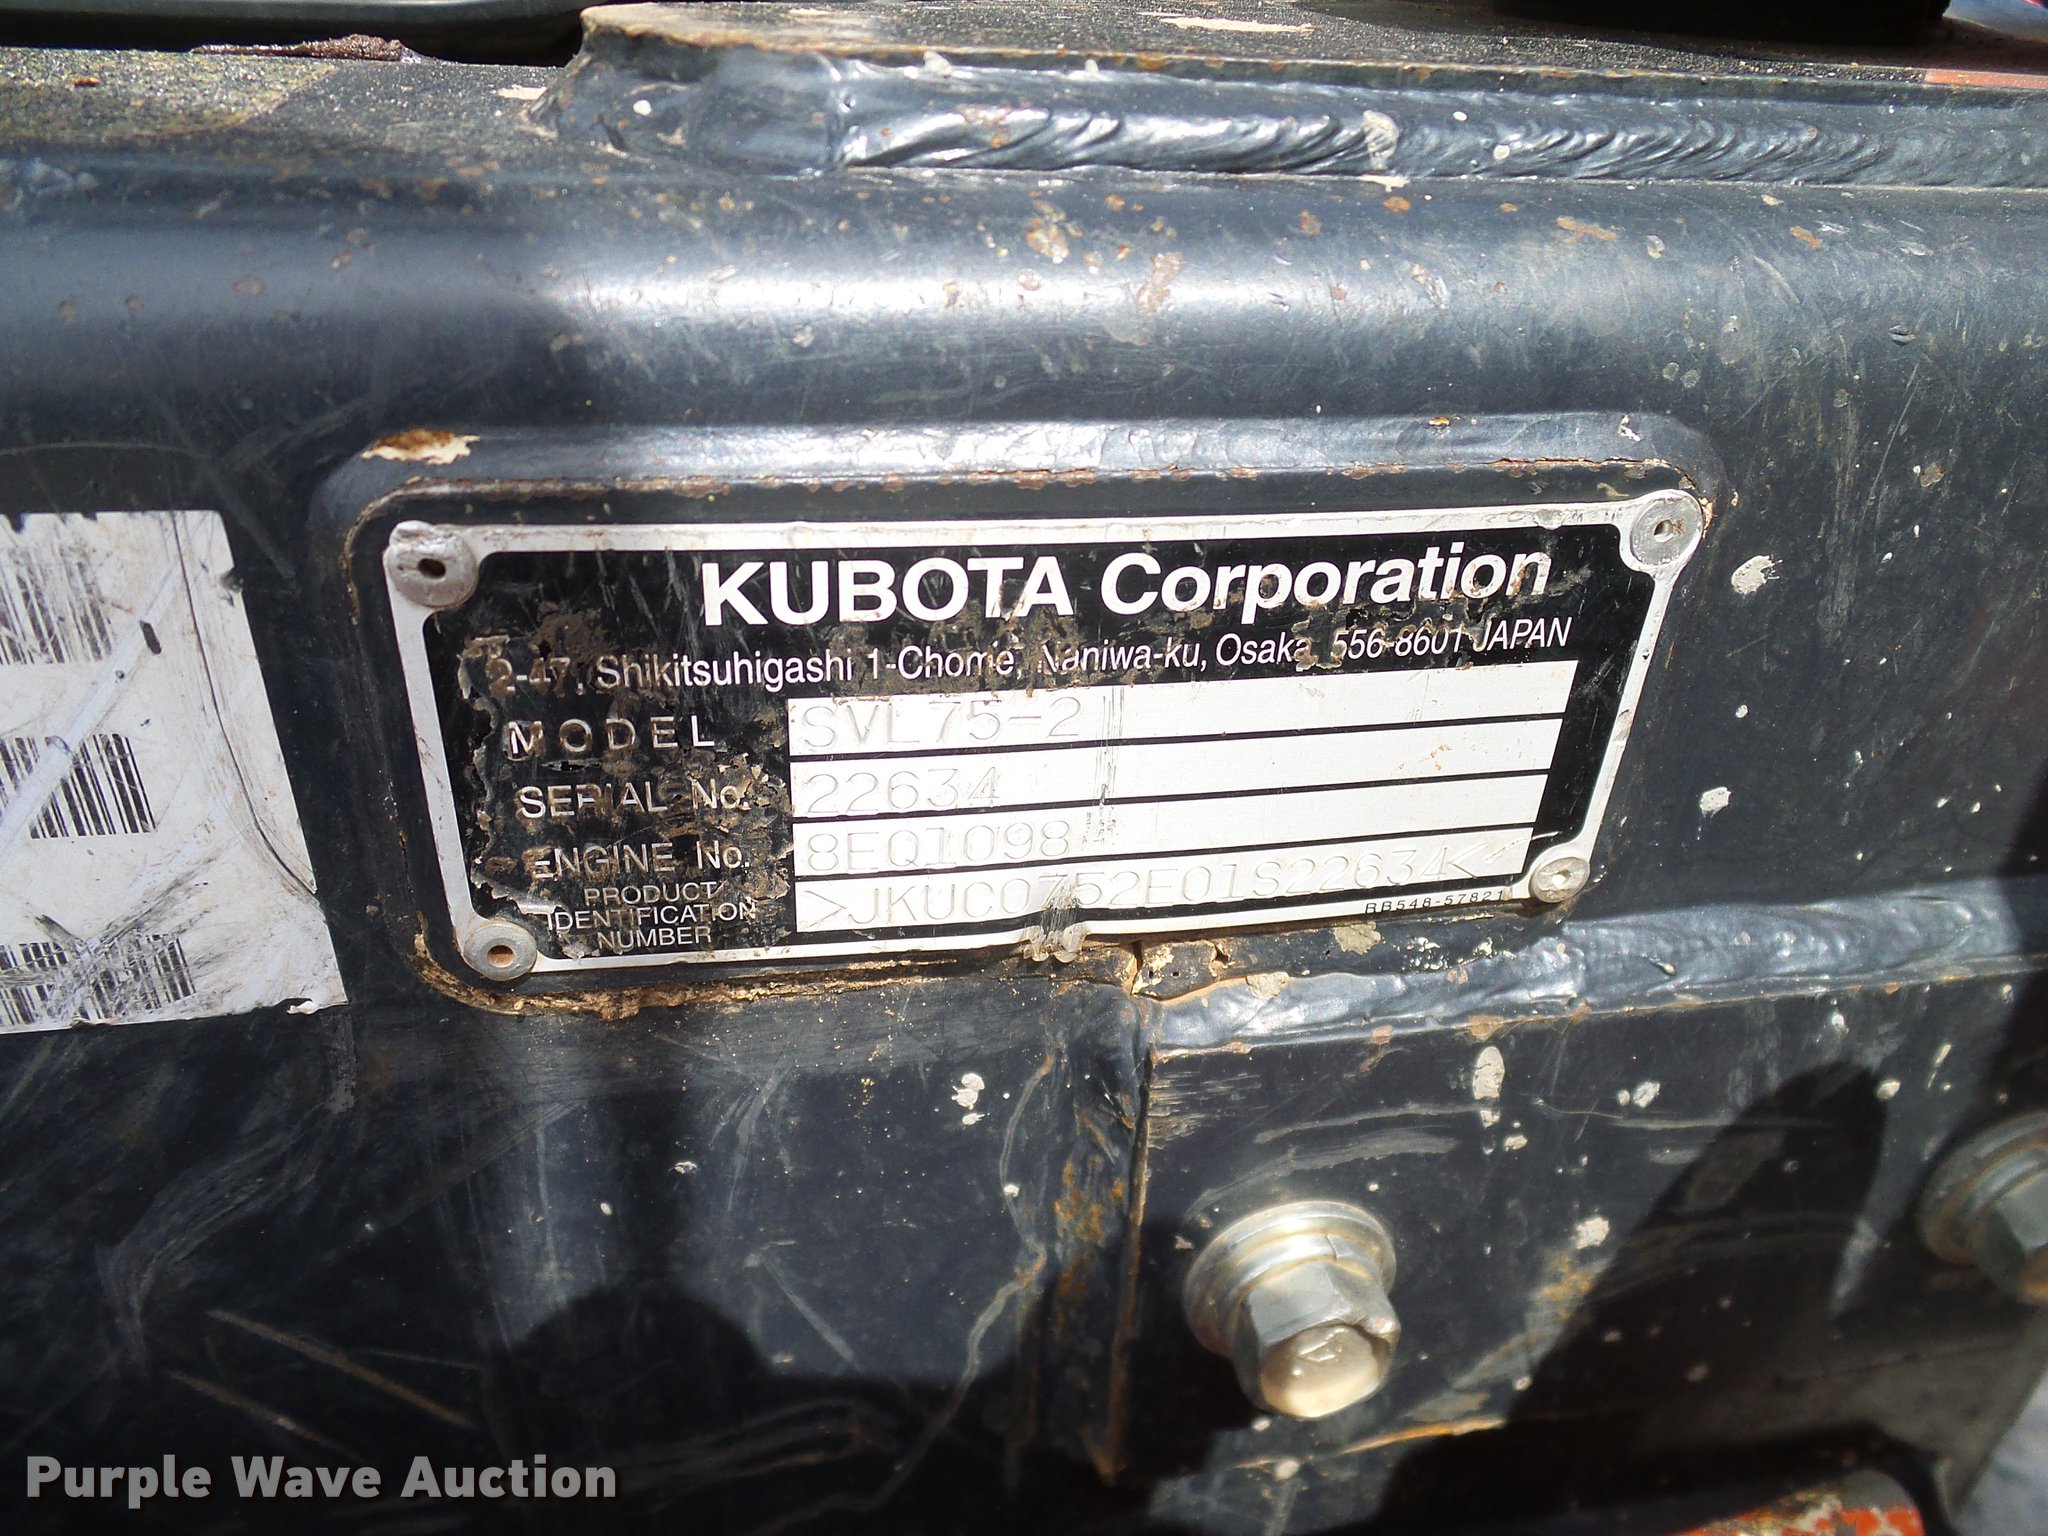 KUBOTA Corporation
2-47, Shikitsuhigashi 1-Chome, Naniwa-ku, Osaka, 556-8601 JAPAN
MODEL SVL75-2
SERIAL No. 22634
ENGINE No. 8EQ1098
PRODUCT
IDENTIFICATION
NUMBER >JKUC0752E01S22634<
RB548-57821
Purple Wave Auction